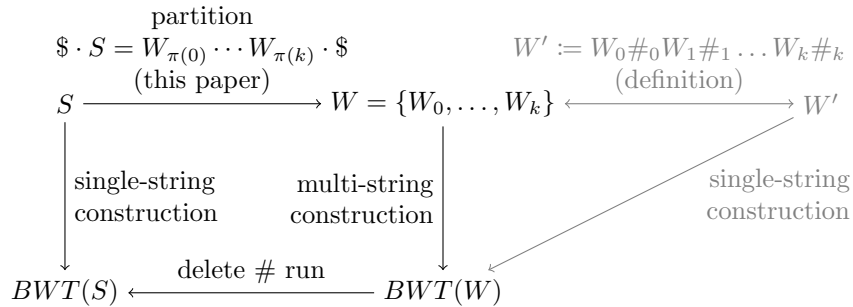 partition
$ · S = W_{π(0)} ··· W_{π(k)} · $
(this paper)
W' := W_0#_0W_1#_1 ... W_k#_k
(definition)
S
W = {W_0, ..., W_k}
W'
single-string
construction
multi-string
construction
single-string
construction
delete # run
BWT(S)
BWT(W)